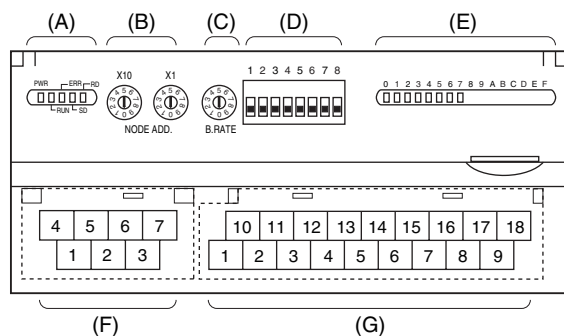 (A) (B) (C) (D) (E)
X10 X1 1 2 3 4 5 6 7 8
PWR ERR RD 0 1 2 3 4 5 6 7 8 9 A B C D E F
RUN SD
NODE ADD. B.RATE
4 5 6 7 10 11 12 13 14 15 16 17 18
1 2 3 1 2 3 4 5 6 7 8 9
(F) (G)